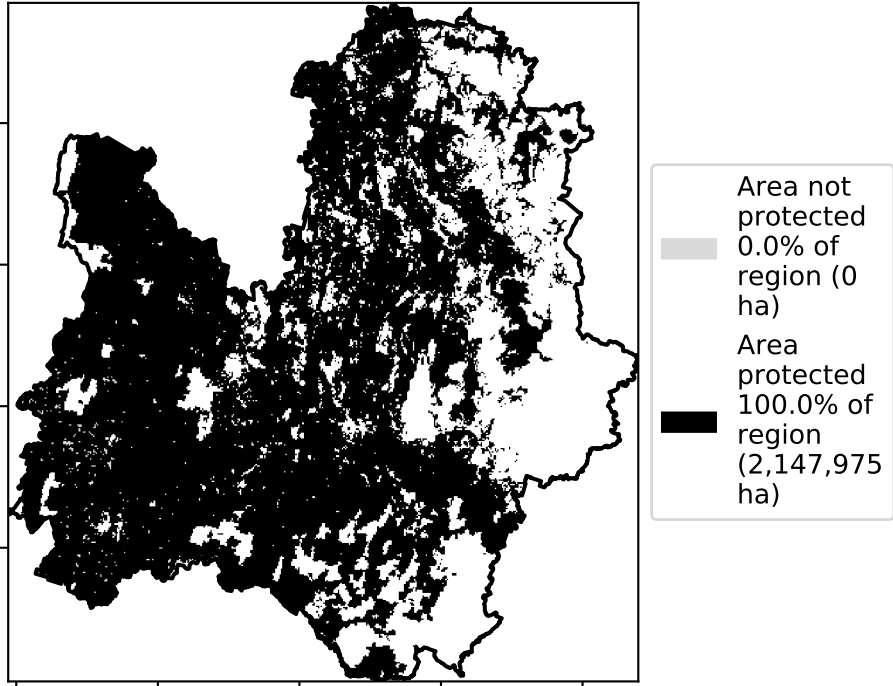 Area not
protected
0.0% of
region (0
ha)
Area
protected
100.0% of
region
(2,147,975
ha)